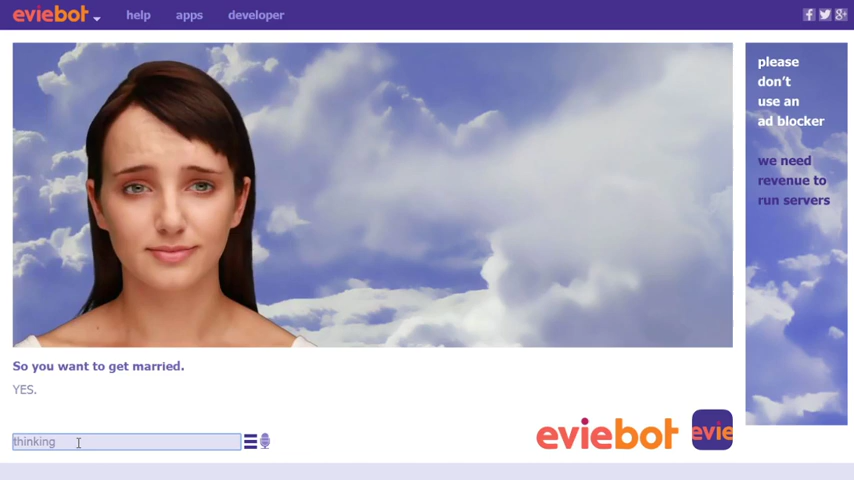 eviebot help apps developer
please
don't
use an
ad blocker
we need
revenue to
run servers
So you want to get married.
YES.
thinking
eviebot evie